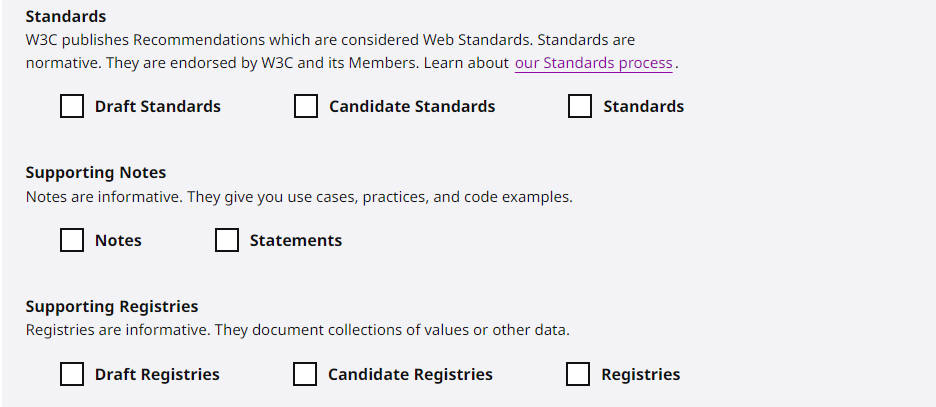 Standards
W3C publishes Recommendations which are considered Web Standards. Standards are
normative. They are endorsed by W3C and its Members. Learn about our Standards process.
Draft Standards Candidate Standards Standards
Supporting Notes
Notes are informative. They give you use cases, practices, and code examples.
Notes Statements
Supporting Registries
Registries are informative. They document collections of values or other data.
Draft Registries Candidate Registries Registries